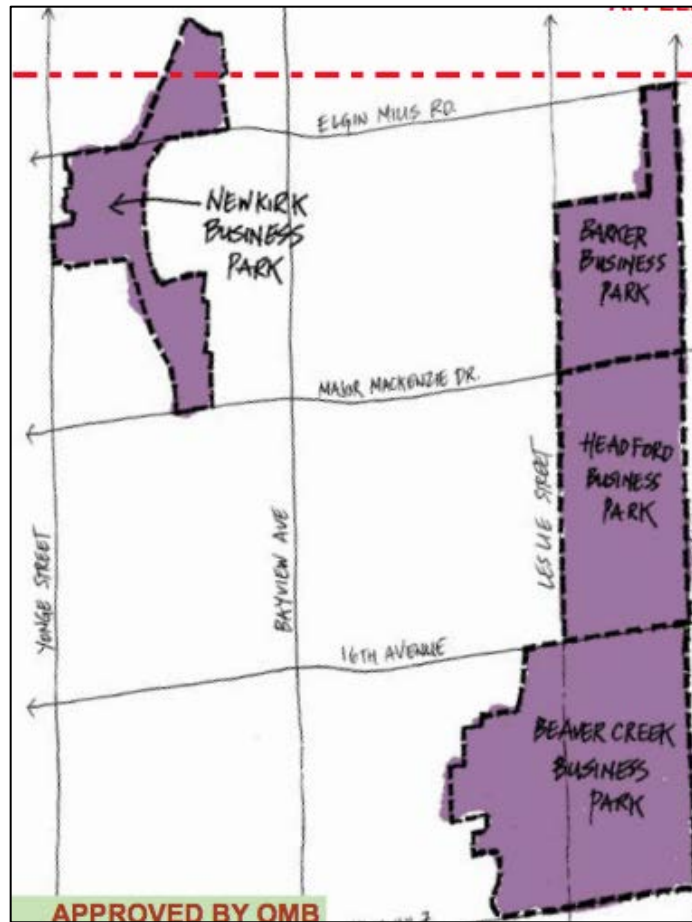 ELGIN MILLS RD.
NEWKIRK
BUSINESS
PARK
BARKER
BUSINESS
PARK
MAJOR MACKENZIE DR.
HEADFORD
BUSINESS
PARK
YONGE STREET
BAYVIEW AVE
LESLIE STREET
16TH AVENUE
BEAVER CREEK
BUSINESS
PARK
APPROVED BY OMB